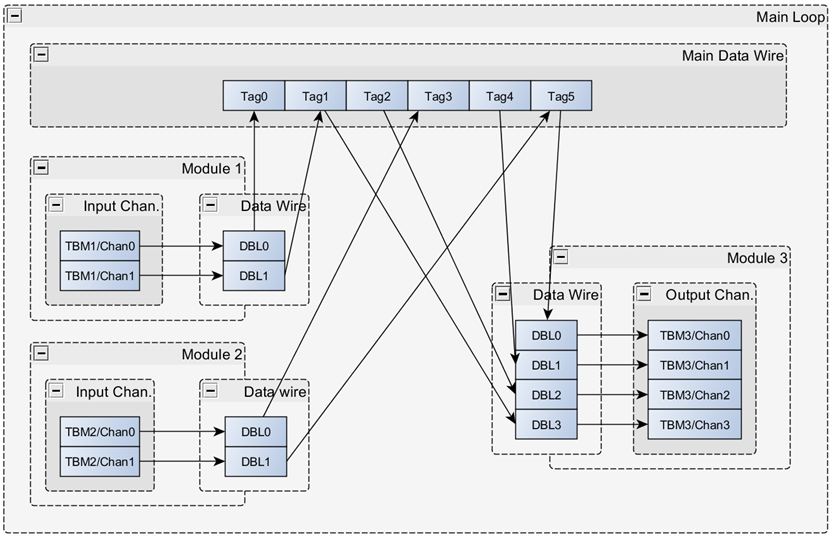 Main Loop
Main Data Wire
Tag0 Tag1 Tag2 Tag3 Tag4 Tag5
Module 1
Input Chan.
Data Wire
TBM1/Chan0
TBM1/Chan1
DBL0
DBL1
Module 2
Input Chan.
Data wire
TBM2/Chan0
TBM2/Chan1
DBL0
DBL1
Module 3
Data Wire
Output Chan.
DBL0
DBL1
DBL2
DBL3
TBM3/Chan0
TBM3/Chan1
TBM3/Chan2
TBM3/Chan3